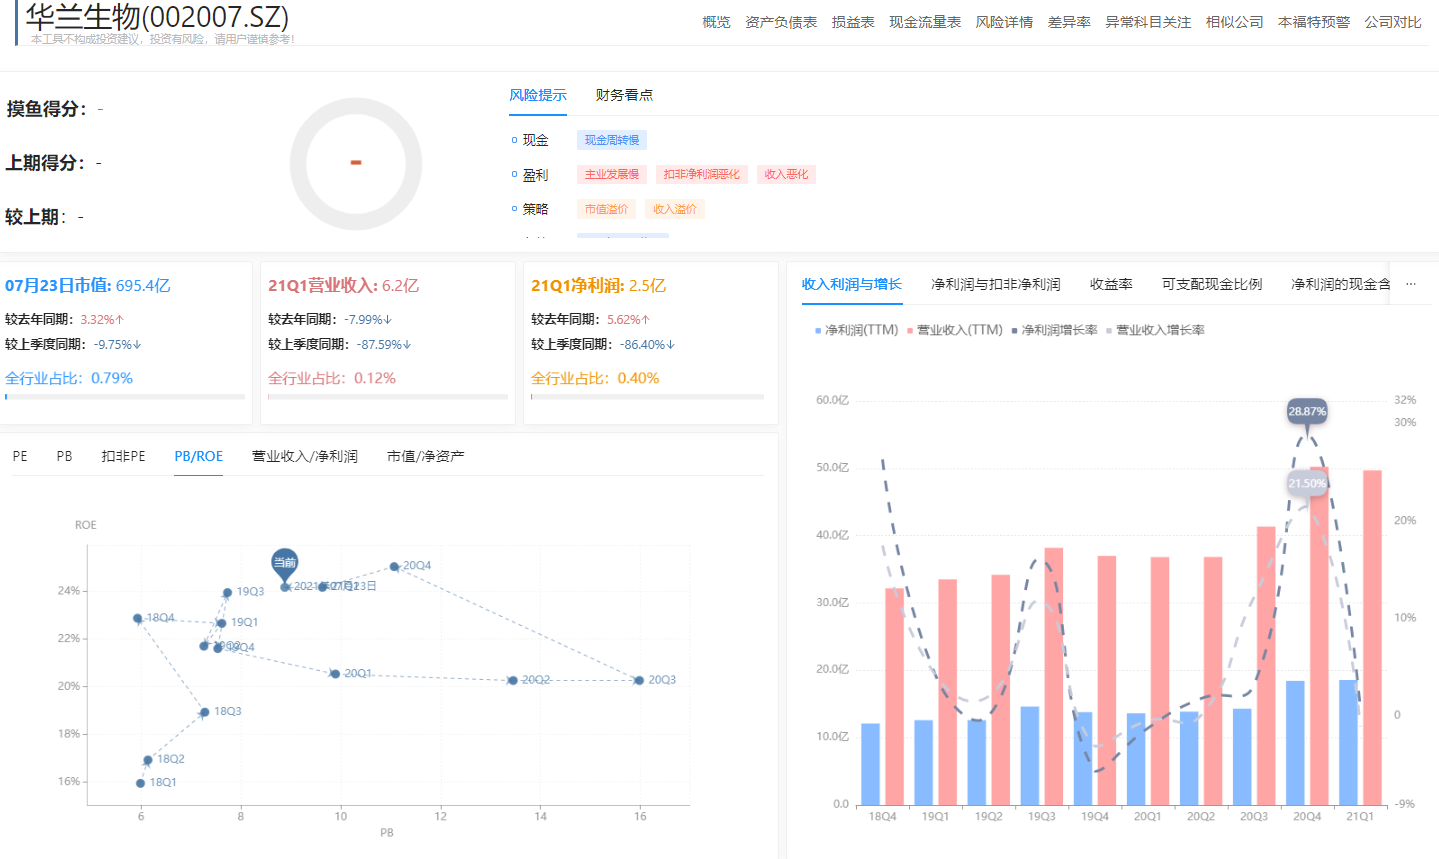 华兰生物(002007.SZ)
本工具不构成投资建议，投资有风险，请用户谨慎参考！
概览 资产负债表 损益表 现金流量表 风险详情 差异率 异常科目关注 相似公司 本福特预警 公司对比
摸鱼得分： -
上期得分： -
较上期： -
-
风险提示 财务看点
现金 现金周转慢
盈利 主业发展慢 扣非净利润恶化 收入恶化
策略 市值溢价 收入溢价
07月23日市值: 695.4亿
较去年同期： 3.32%↑
较上季度同期： -9.75%↓
全行业占比： 0.79%
21Q1营业收入: 6.2亿
较去年同期： -7.99%↓
较上季度同期： -87.59%↓
全行业占比： 0.12%
21Q1净利润: 2.5亿
较去年同期： 5.62%↑
较上季度同期： -86.40%↓
全行业占比： 0.40%
PE PB 扣非PE PB/ROE 营业收入/净利润 市值/净资产
ROE
24%
22%
20%
18%
16%
当前
20Q4
19Q3
18Q4
19Q1
19Q4
20Q1
20Q2
20Q3
18Q3
18Q2
18Q1
6 8 10 12 14 16
PB
收入利润与增长 净利润与扣非净利润 收益率 可支配现金比例 净利润的现金含 ...
净利润(TTM) 营业收入(TTM) 净利润增长率 营业收入增长率
60.0亿
50.0亿
40.0亿
30.0亿
20.0亿
10.0亿
0.0
28.87%
21.50%
32%
30%
20%
10%
0
-9%
18Q4 19Q1 19Q2 19Q3 19Q4 20Q1 20Q2 20Q3 20Q4 21Q1